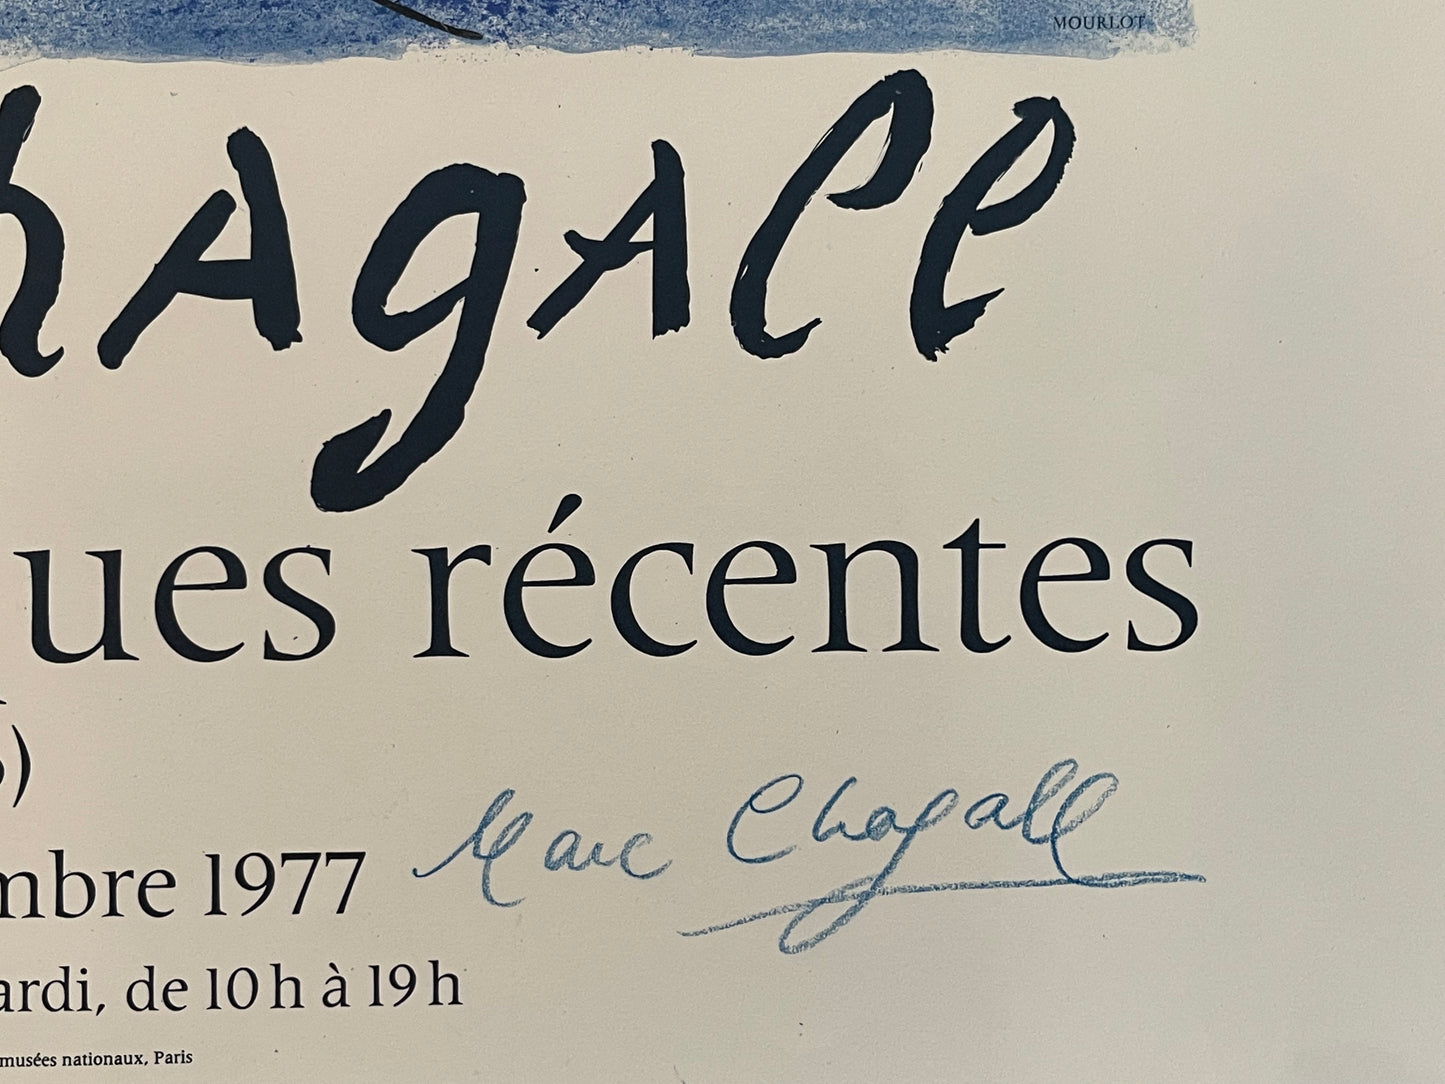 MOURLOT
hAgAll
ues récentes
)
Marc Chagall
mbre 1977
ardi, de 10 h à 19 h
musées nationaux, Paris